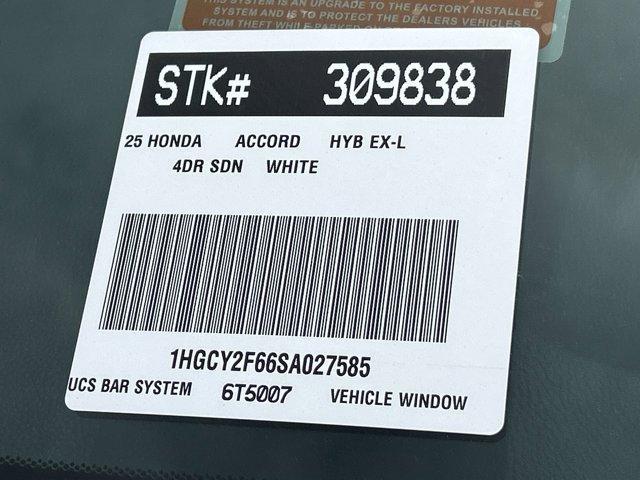 THIS SYSTEM IS AN UPGRADE TO THE FACTORY INSTALLED
SYSTEM AND IS TO PROTECT THE DEALERS VEHICLES
FROM THEFT WHILE PARKED ON
STK# 309838
25 HONDA ACCORD HYB EX-L
4DR SDN WHITE
1HGCY2F66SA027585
UCS BAR SYSTEM 6T5007 VEHICLE WINDOW